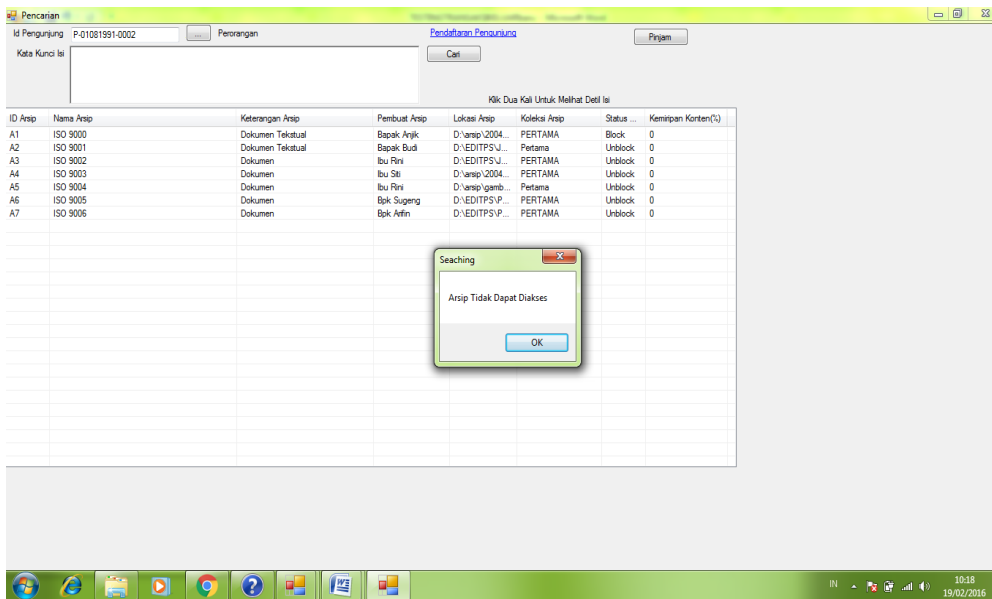 Pencarian
Id Pengunjung P-01081991-0002 ... Perorangan Pendaftaran Pengunjung Pinjam
Kata Kunci Isi Cari
Klik Dua Kali Untuk Melihat Detil Isi
ID Arsip Nama Arsip Keterangan Arsip Pembuat Arsip Lokasi Arsip Koleksi Arsip Status ... Kemiripan Konten(%)
A1 ISO 9000 Dokumen Tekstual Bapak Anjik D:\arsip\2004... PERTAMA Block 0
A2 ISO 9001 Dokumen Tekstual Bapak Budi D:\EDITPS\J... Pertama Unblock 0
A3 ISO 9002 Dokumen Ibu Rini D:\EDITPS\J... PERTAMA Unblock 0
A4 ISO 9003 Dokumen Ibu Siti D:\arsip\2004... PERTAMA Unblock 0
A5 ISO 9004 Dokumen Ibu Rini D:\arsip\gamb... Pertama Unblock 0
A6 ISO 9005 Dokumen Bpk Sugeng D:\EDITPS\P... PERTAMA Unblock 0
A7 ISO 9006 Dokumen Bpk Arifin D:\EDITPS\P... PERTAMA Unblock 0
Seaching
Arsip Tidak Dapat Diakses
OK
IN 10:18
19/02/2016